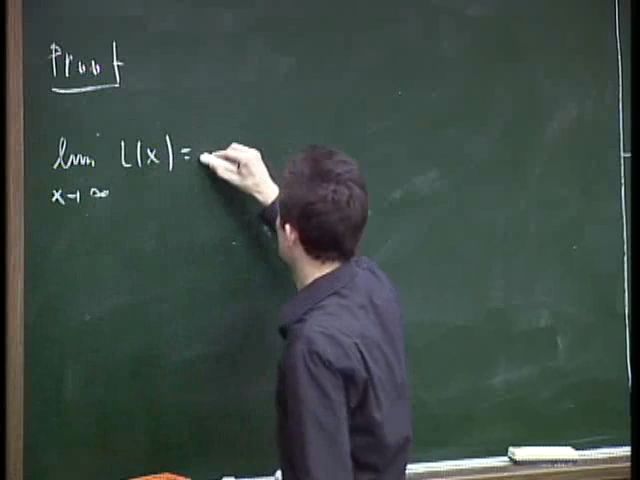 Proof
lim L(x) =
x→∞